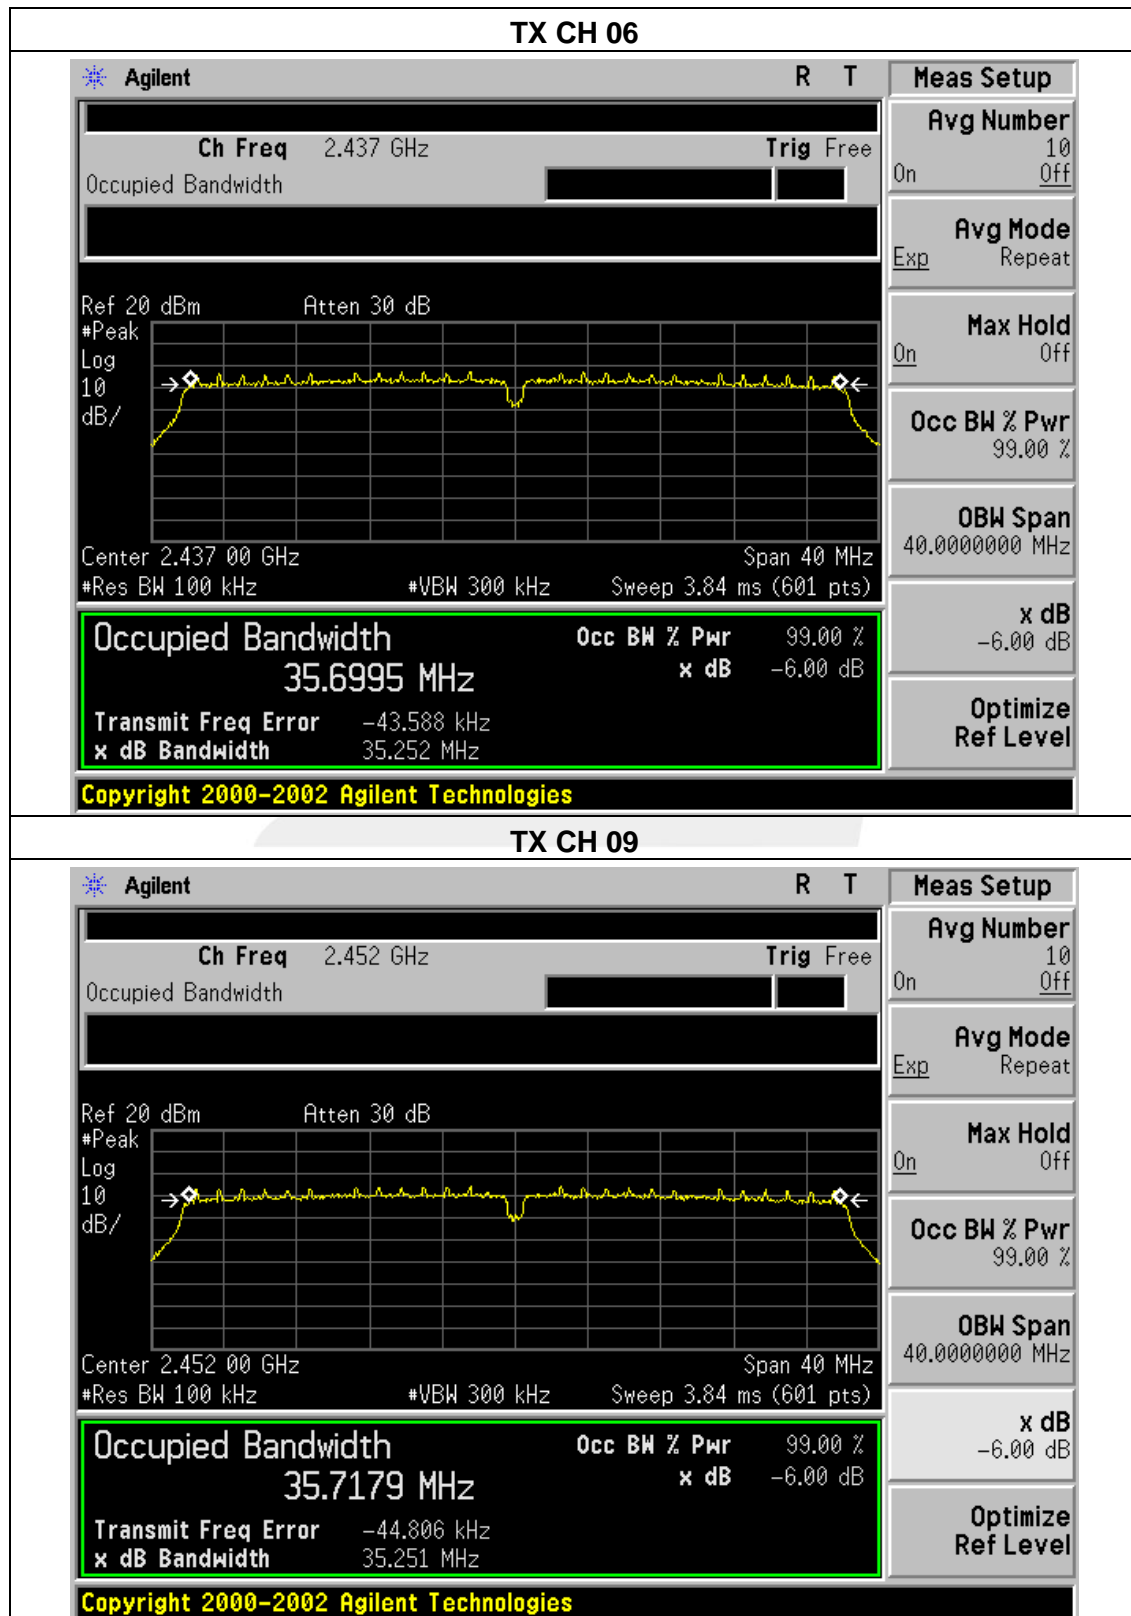 TX CH 06
Agilent R T Meas Setup
Ch Freq 2.437 GHz Trig Free
Occupied Bandwidth
Avg Number
10
On Off
Avg Mode
Exp Repeat
Max Hold
On Off
Occ BW % Pwr
99.00 %
OBW Span
40.0000000 MHz
x dB
-6.00 dB
Optimize
Ref Level
Ref 20 dBm Atten 30 dB
#Peak
Log
10
dB/
Center 2.437 00 GHz Span 40 MHz
#Res BW 100 kHz #VBW 300 kHz Sweep 3.84 ms (601 pts)
Occupied Bandwidth Occ BW % Pwr 99.00 %
35.6995 MHz x dB -6.00 dB
Transmit Freq Error -43.588 kHz
x dB Bandwidth 35.252 MHz
Copyright 2000-2002 Agilent Technologies
TX CH 09
Agilent R T Meas Setup
Ch Freq 2.452 GHz Trig Free
Occupied Bandwidth
Avg Number
10
On Off
Avg Mode
Exp Repeat
Max Hold
On Off
Occ BW % Pwr
99.00 %
OBW Span
40.0000000 MHz
x dB
-6.00 dB
Optimize
Ref Level
Ref 20 dBm Atten 30 dB
#Peak
Log
10
dB/
Center 2.452 00 GHz Span 40 MHz
#Res BW 100 kHz #VBW 300 kHz Sweep 3.84 ms (601 pts)
Occupied Bandwidth Occ BW % Pwr 99.00 %
35.7179 MHz x dB -6.00 dB
Transmit Freq Error -44.806 kHz
x dB Bandwidth 35.251 MHz
Copyright 2000-2002 Agilent Technologies